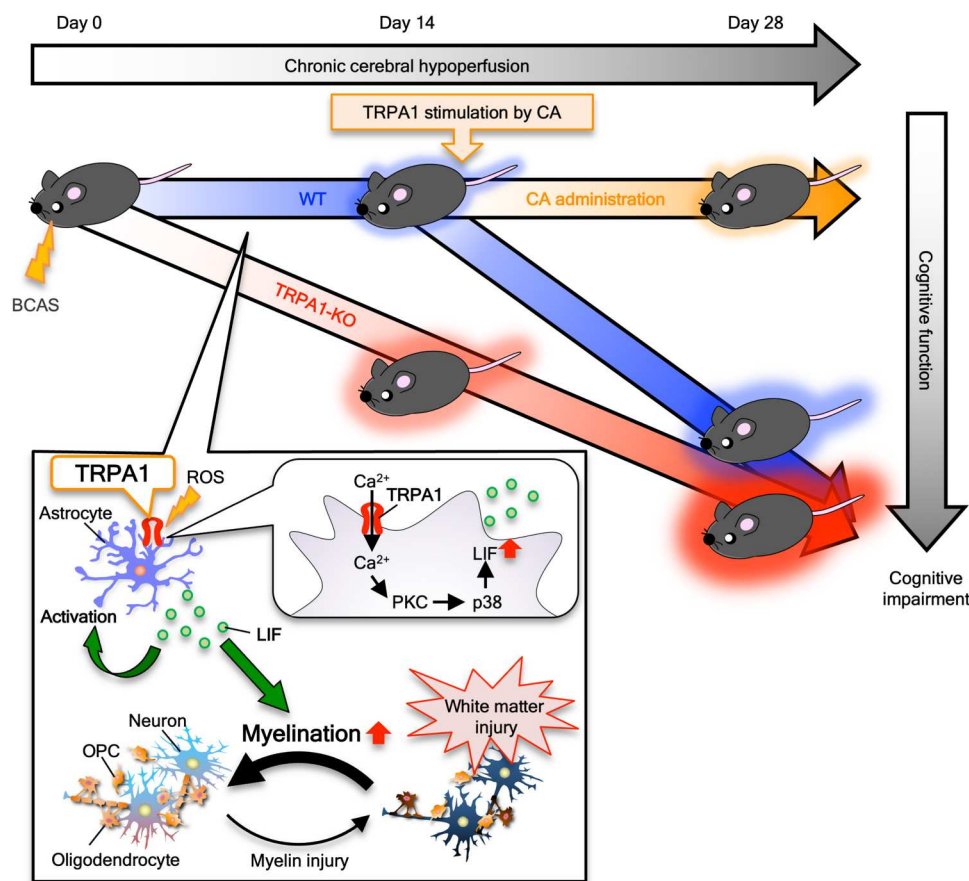 Day 0
Day 14
Day 28
Chronic cerebral hypoperfusion
TRPA1 stimulation by CA
WT
CA administration
BCAS
TRPA1-KO
Cognitive function
Cognitive
impairment
TRPA1
ROS
Astrocyte
Ca2+
TRPA1
Ca2+
LIF
PKC
p38
Activation
LIF
White matter
injury
Neuron
Myelination
OPC
Oligodendrocyte
Myelin injury